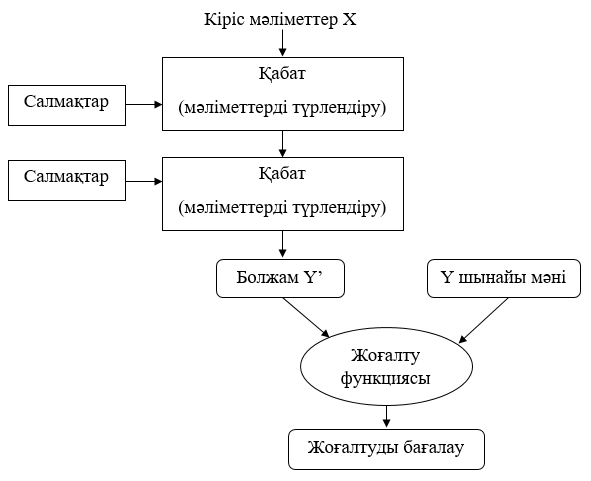 Кіріс мәліметтер X
Қабат
(мәліметтерді түрлендіру)
Салмақтар
Қабат
(мәліметтерді түрлендіру)
Салмақтар
Болжам Y’
Y шынайы мәні
Жоғалту
функциясы
Жоғалтуды бағалау